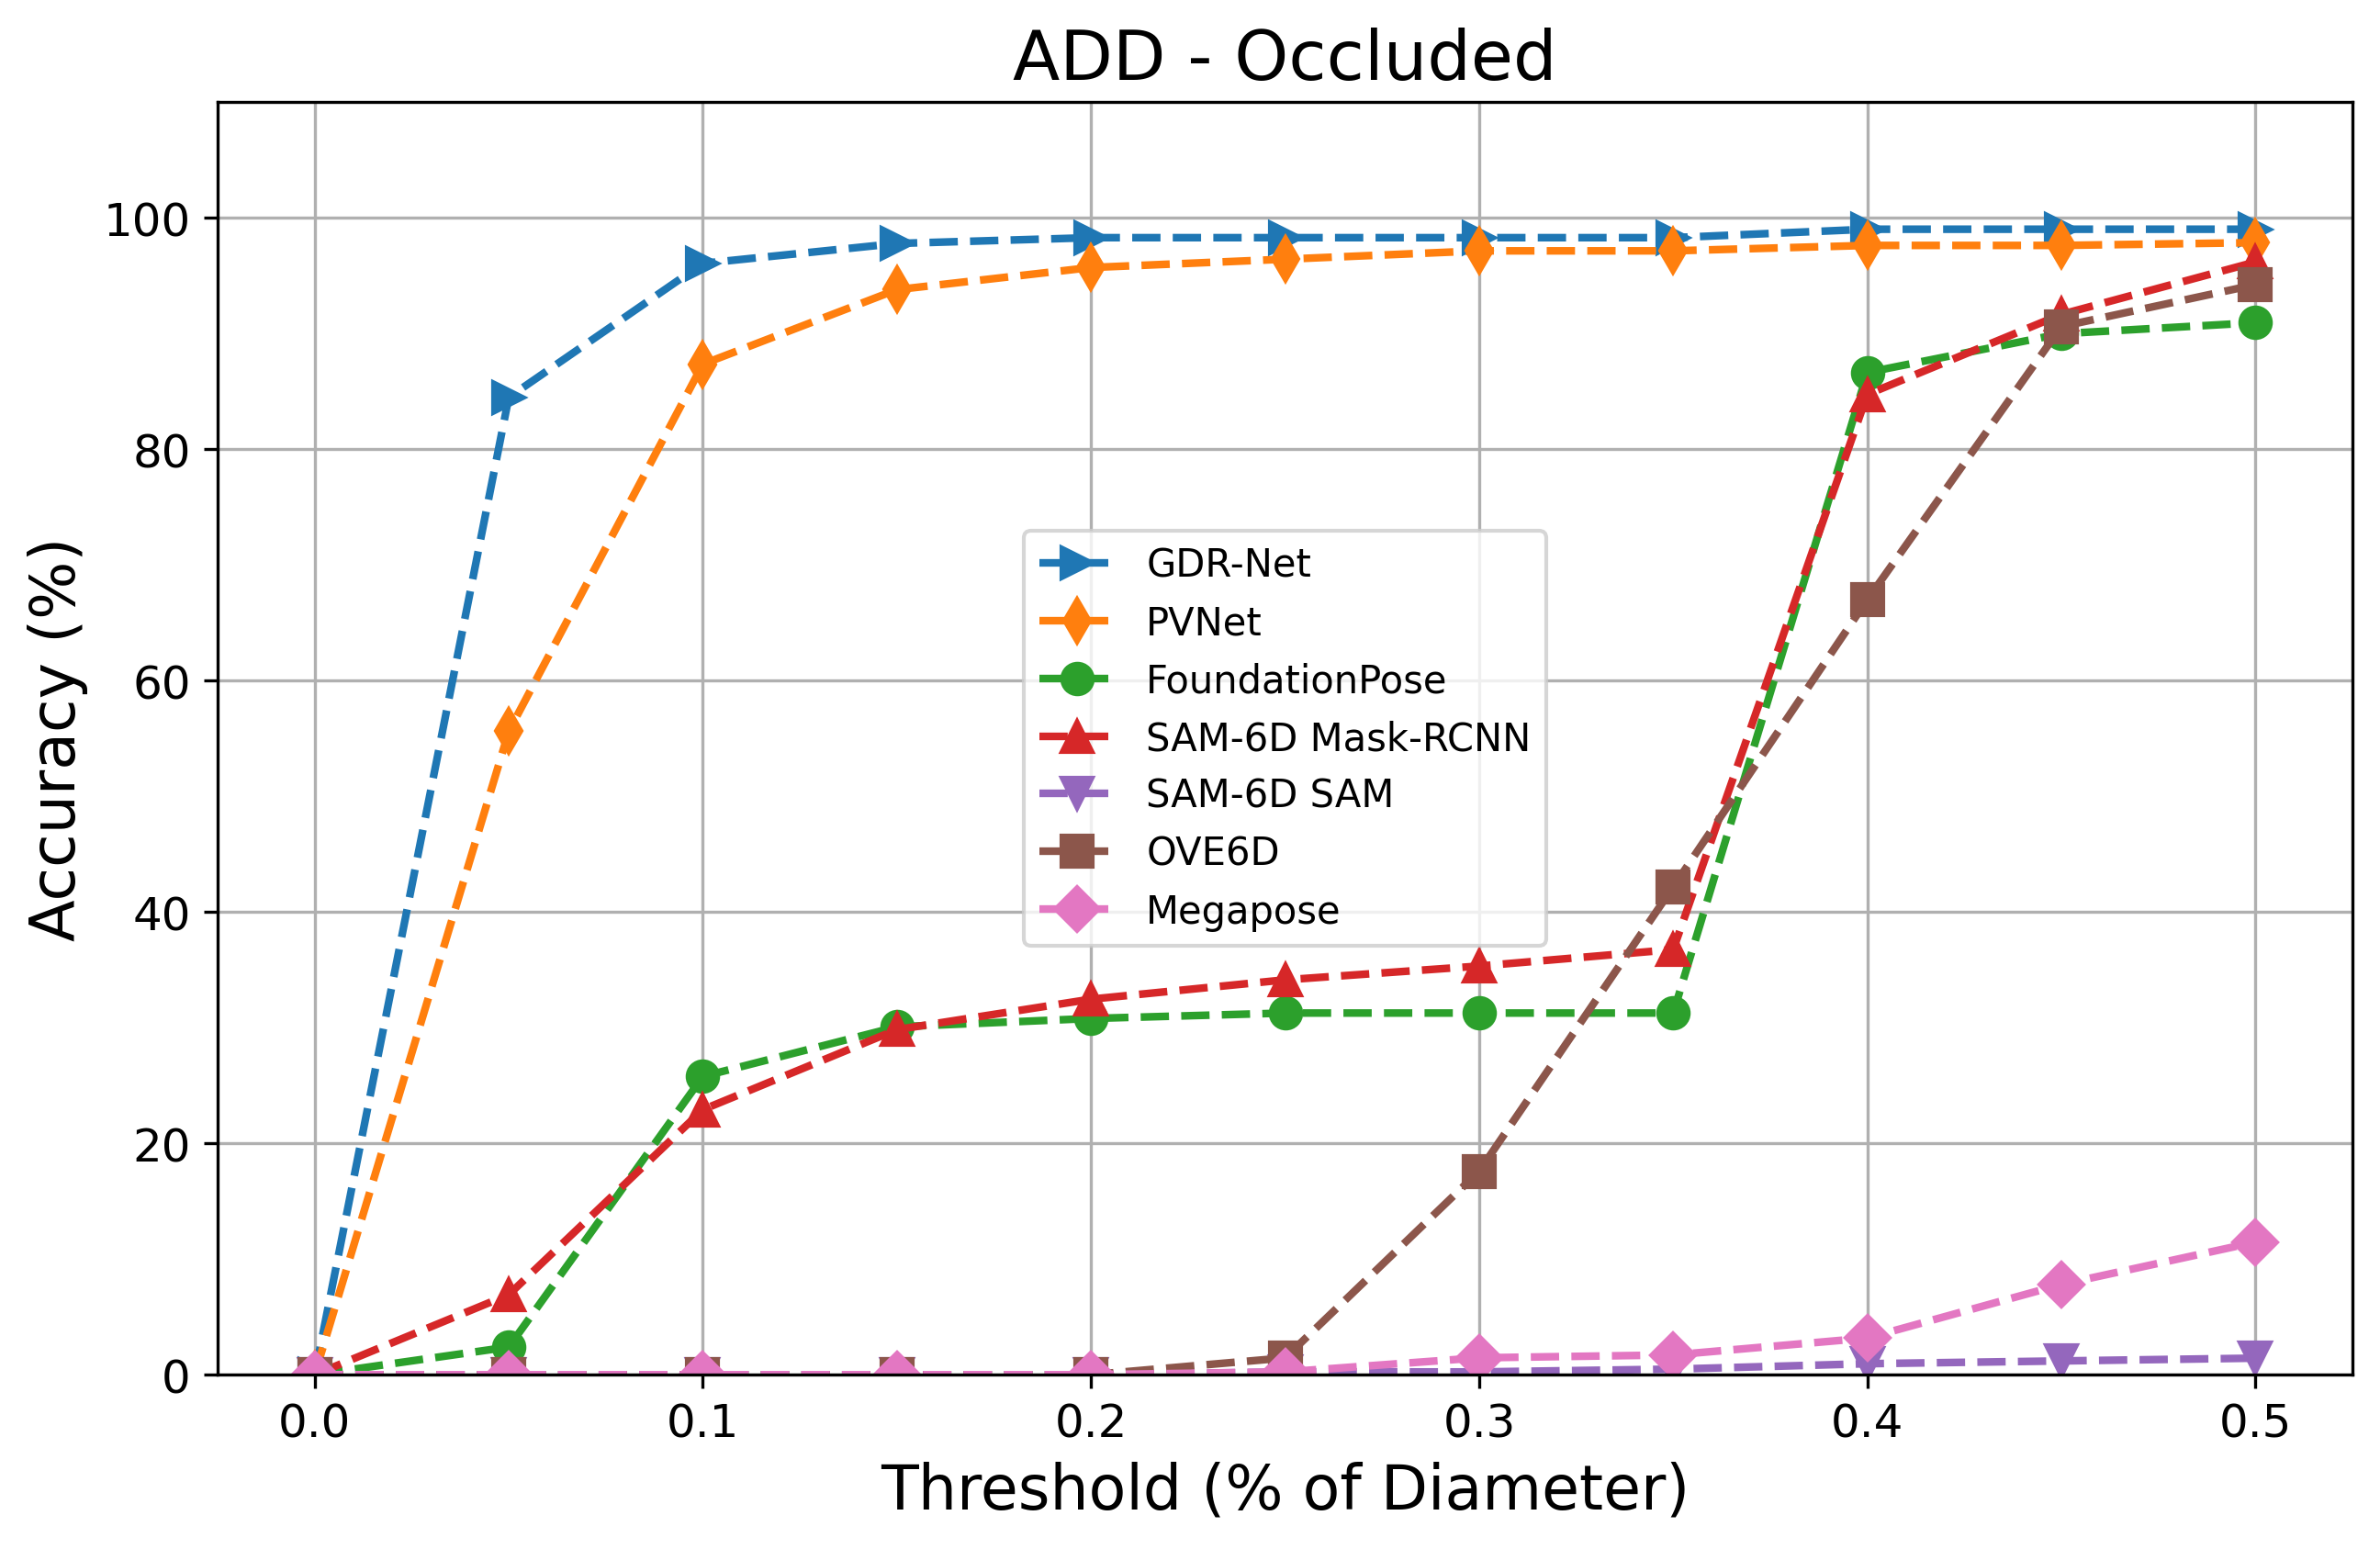 ADD - Occluded
Accuracy (%)
100
80
60
40
20
0
GDR-Net
PVNet
FoundationPose
SAM-6D Mask-RCNN
SAM-6D SAM
OVE6D
Megapose
0.0 0.1 0.2 0.3 0.4 0.5
Threshold (% of Diameter)